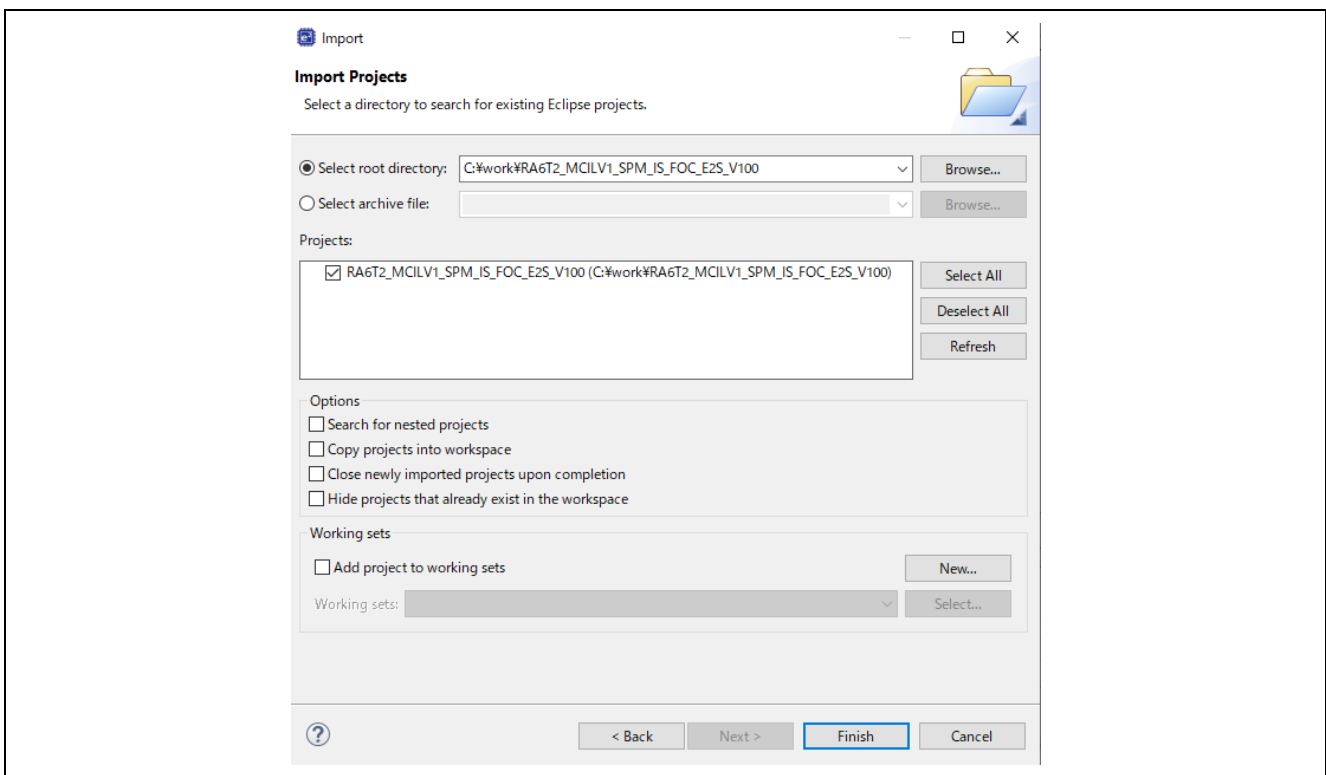 Import
Import Projects
Select a directory to search for existing Eclipse projects.
Select root directory: C:¥work¥RA6T2_MCILV1_SPM_IS_FOC_E2S_V100 Browse...
Select archive file: Browse...
Projects:
RA6T2_MCILV1_SPM_IS_FOC_E2S_V100 (C:¥work¥RA6T2_MCILV1_SPM_IS_FOC_E2S_V100) Select All
Deselect All
Refresh
Options
Search for nested projects
Copy projects into workspace
Close newly imported projects upon completion
Hide projects that already exist in the workspace
Working sets
Add project to working sets New...
Working sets: Select...
? < Back Next > Finish Cancel